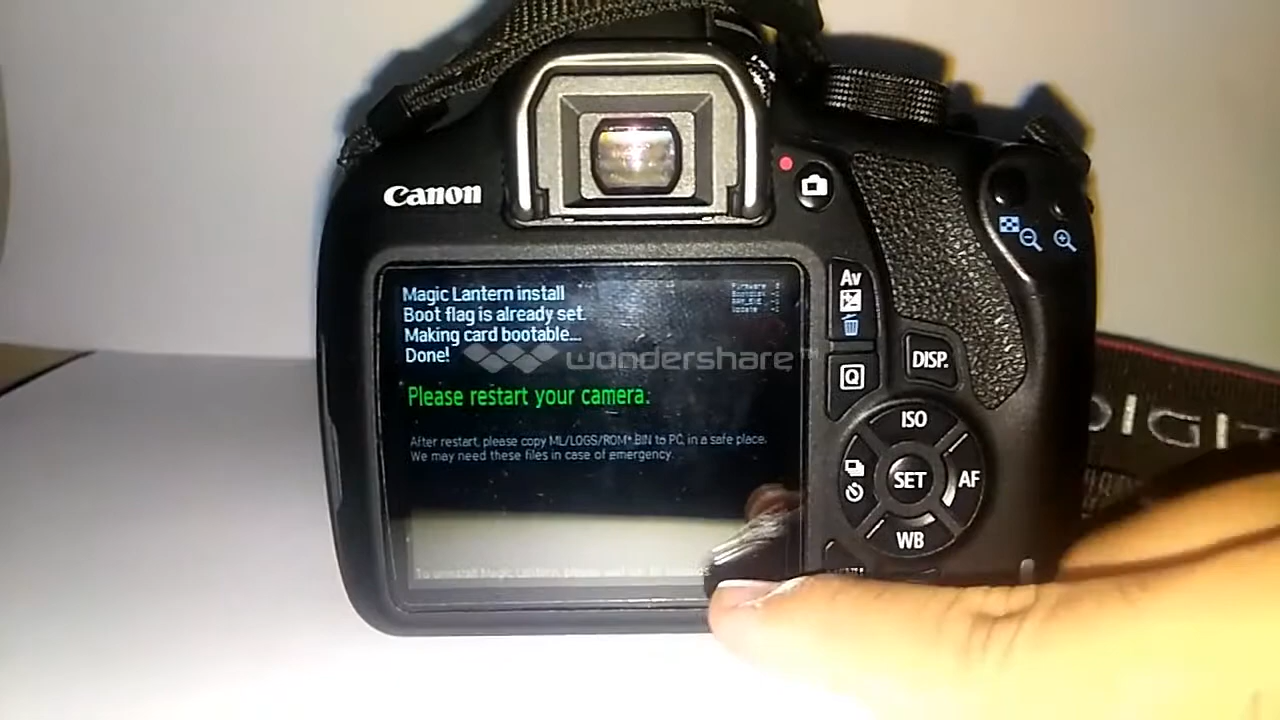 Canon
Magic Lantern install
Boot flag is already set.
Making card bootable...
Done!
Please restart your camera.
After restart, please copy ML/LOGS/ROM*.BIN to PC, in a safe place.
We may need these files in case of emergency.
wondershare™
Av
Q
DISP.
ISO
SET
AF
WB
DIGIT